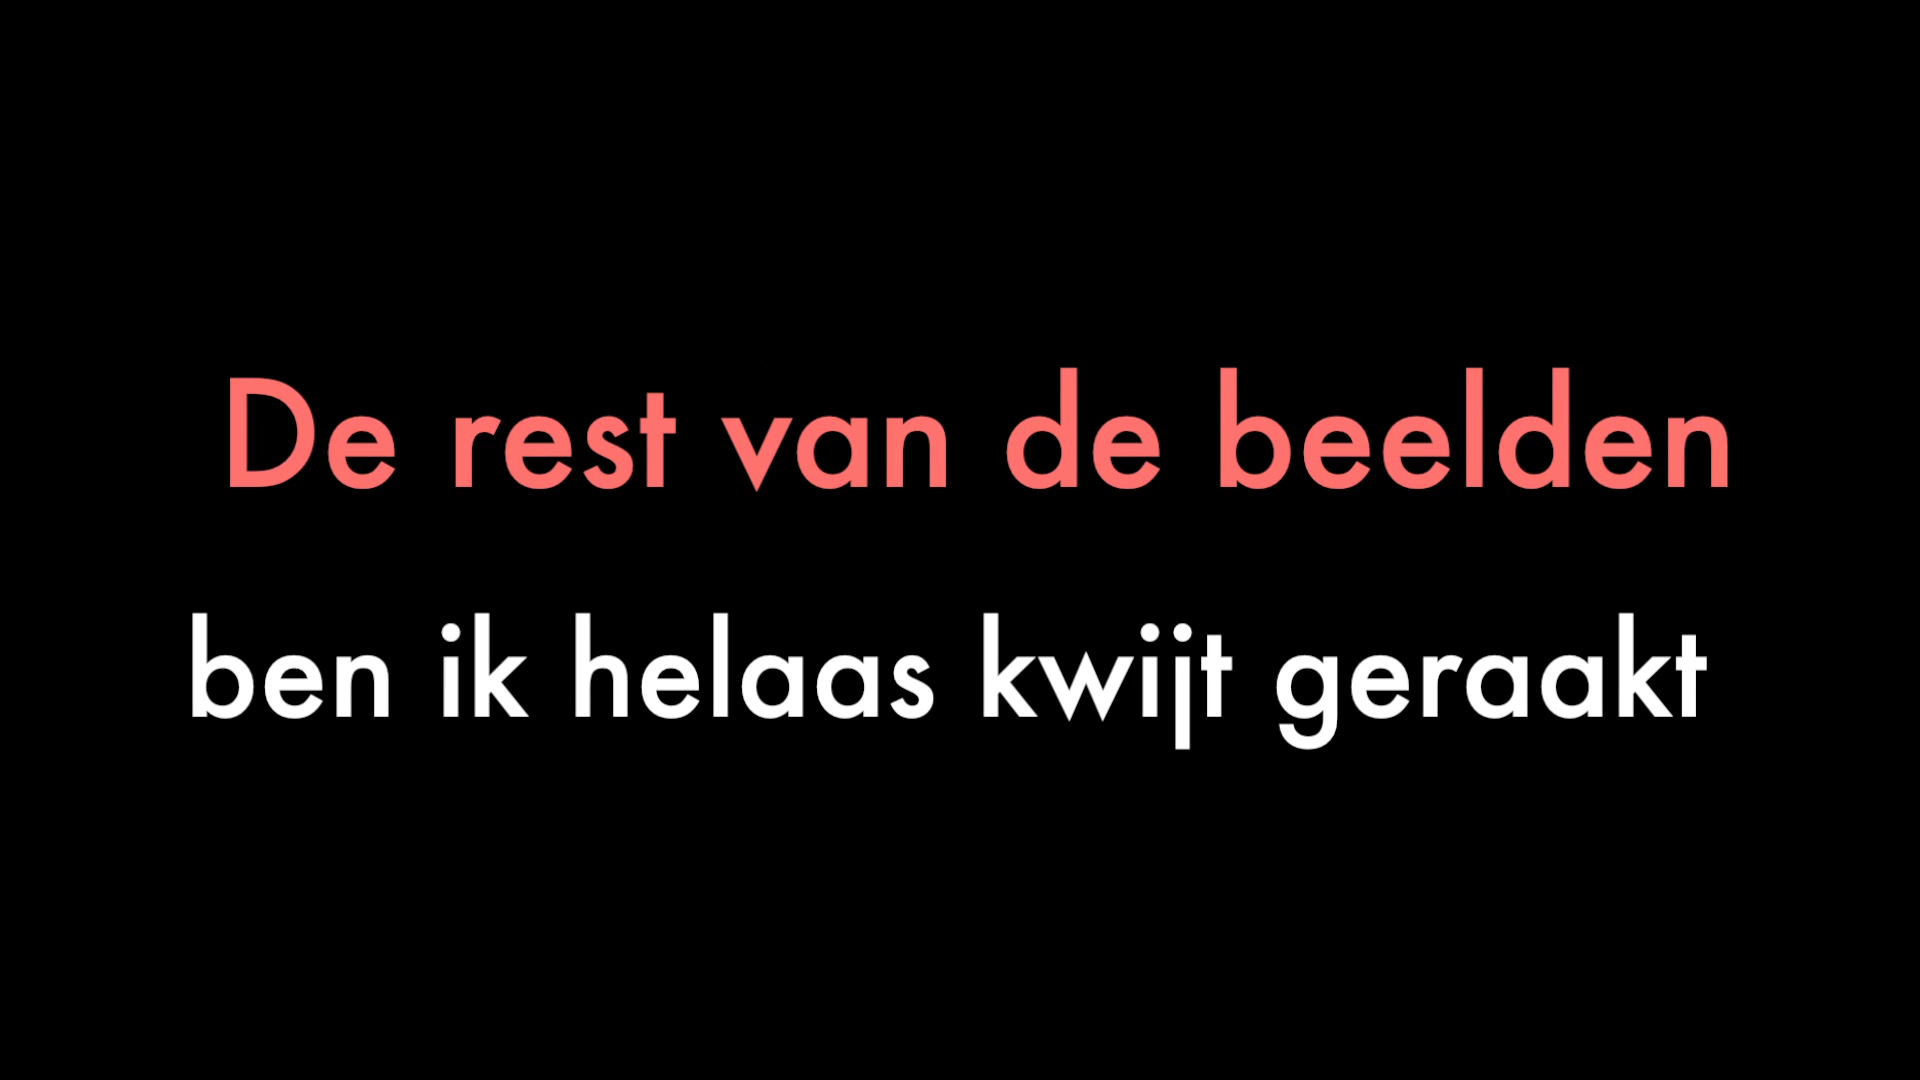 De rest van de beelden
ben ik helaas kwijt geraakt